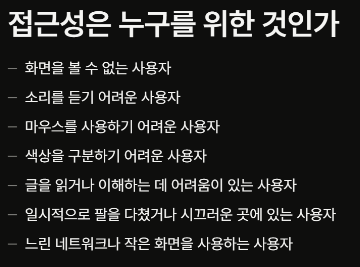 접근성은 누구를 위한 것인가
– 화면을 볼 수 없는 사용자
– 소리를 듣기 어려운 사용자
– 마우스를 사용하기 어려운 사용자
– 색상을 구분하기 어려운 사용자
– 글을 읽거나 이해하는 데 어려움이 있는 사용자
– 일시적으로 팔을 다쳤거나 시끄러운 곳에 있는 사용자
– 느린 네트워크나 작은 화면을 사용하는 사용자